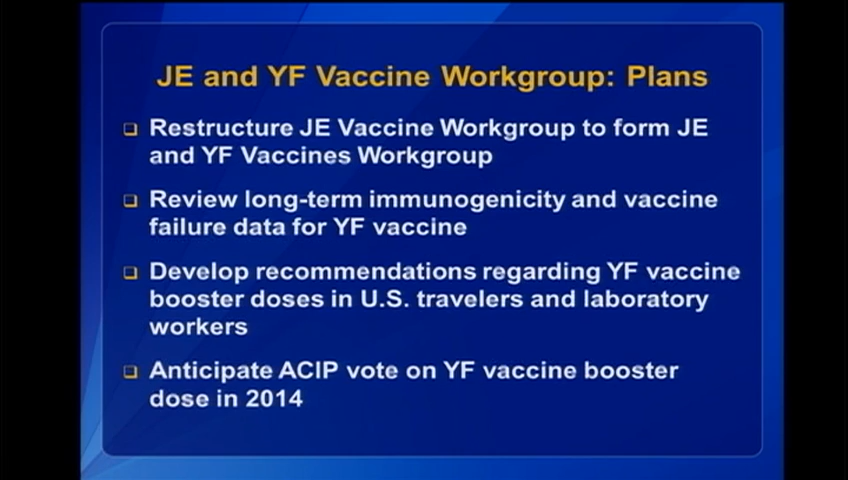 JE and YF Vaccine Workgroup: Plans
Restructure JE Vaccine Workgroup to form JE
and YF Vaccines Workgroup
Review long-term immunogenicity and vaccine
failure data for YF vaccine
Develop recommendations regarding YF vaccine
booster doses in U.S. travelers and laboratory
workers
Anticipate ACIP vote on YF vaccine booster
dose in 2014